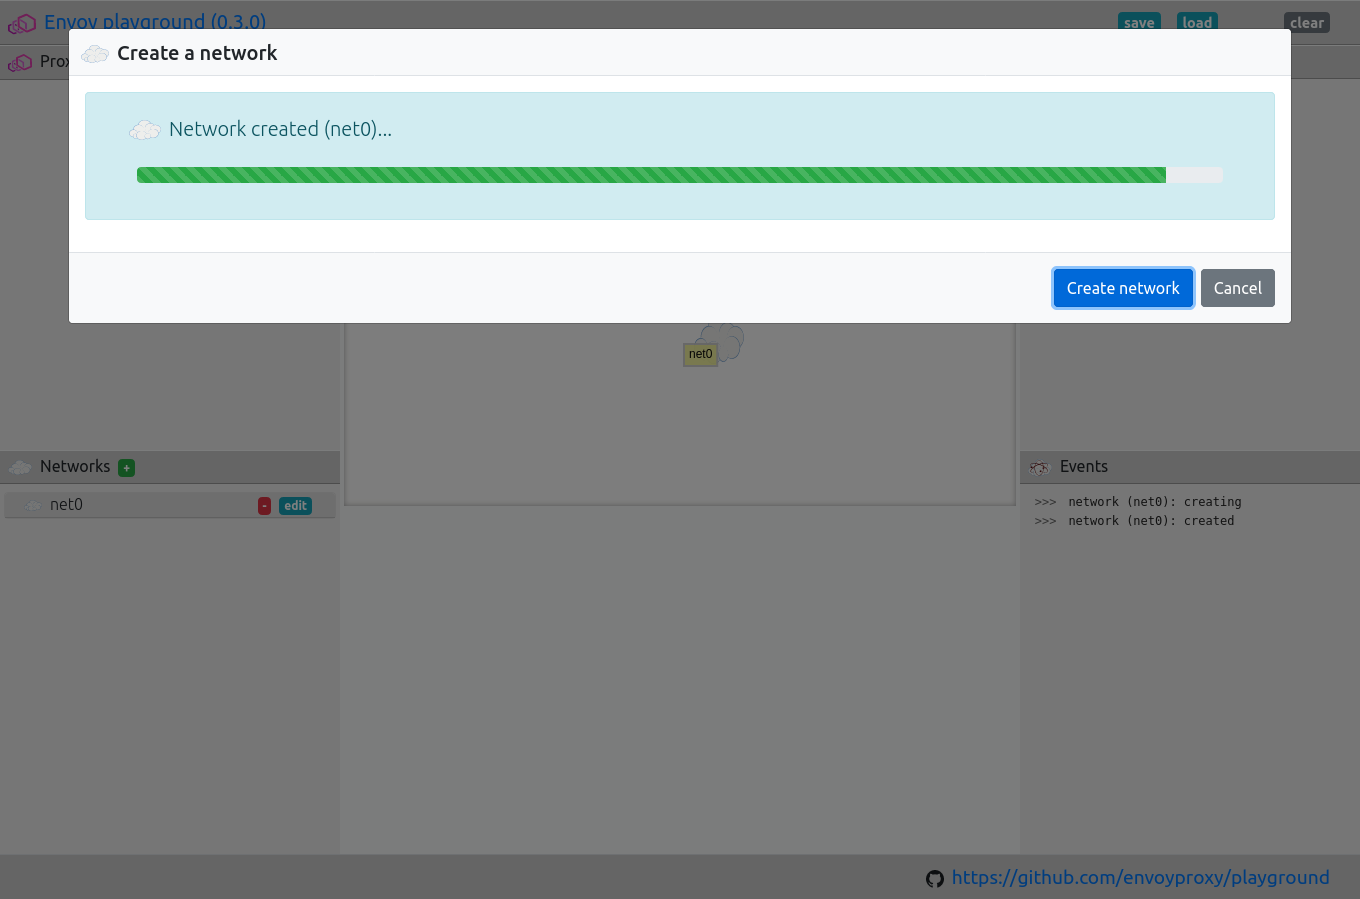 Envoy playground (0.3.0)
save
load
clear
Create a network
Network created (net0)...
Create network
Cancel
net0
Networks +
net0
-
edit
Events
>>> network (net0): creating
>>> network (net0): created
https://github.com/envoyproxy/playground